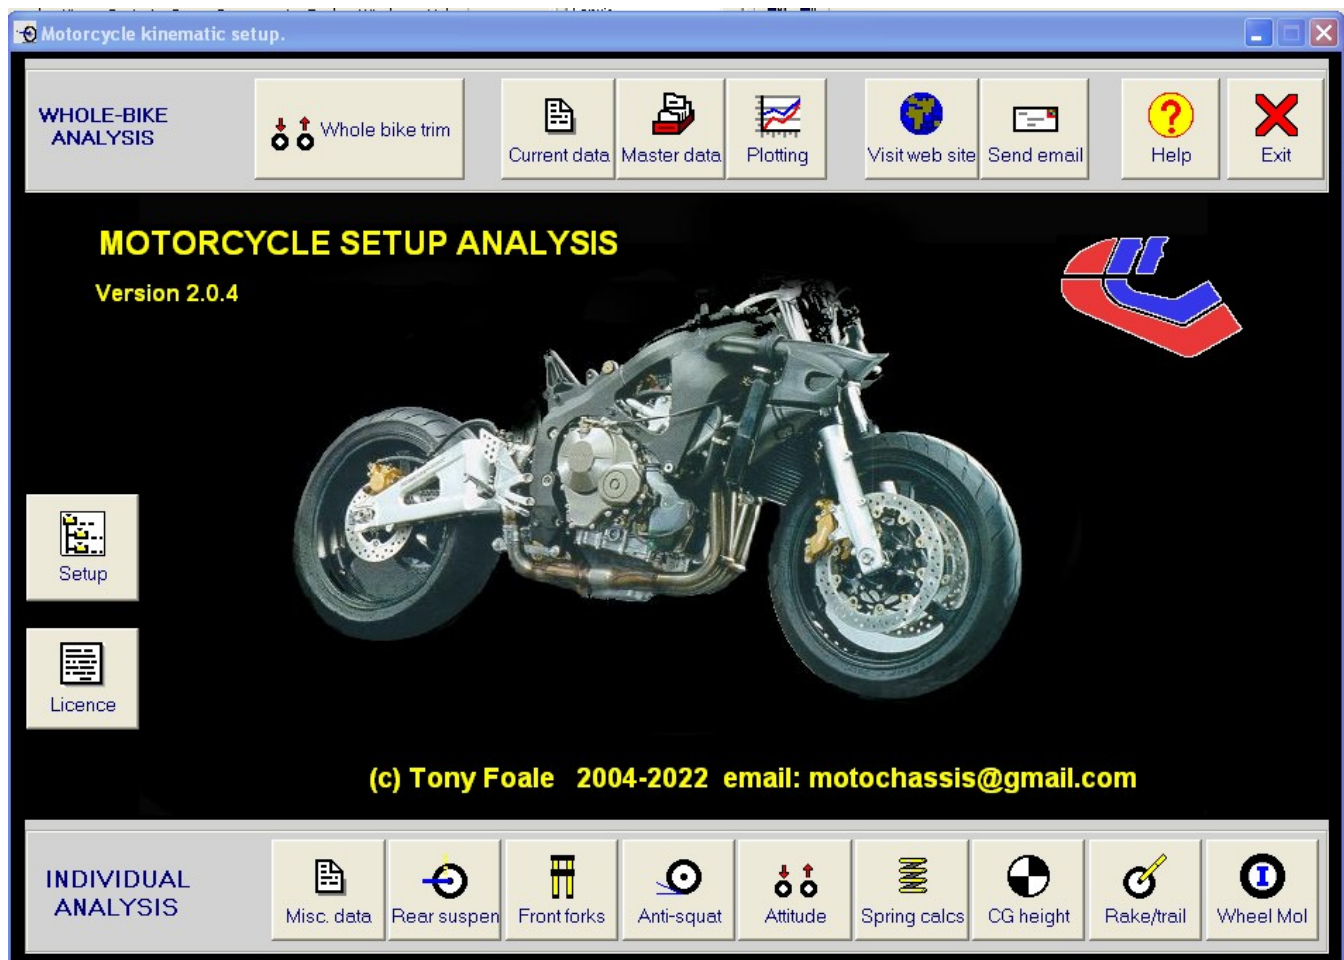 Motorcycle kinematic setup.
WHOLE-BIKE
ANALYSIS
Whole bike trim
Current data
Master data
Plotting
Visit web site
Send email
Help
Exit
MOTORCYCLE SETUP ANALYSIS
Version 2.0.4
Setup
Licence
(c) Tony Foale 2004-2022 email: motochassis@gmail.com
INDIVIDUAL
ANALYSIS
Misc. data
Rear suspen
Front forks
Anti-squat
Attitude
Spring calcs
CG height
Rake/trail
Wheel MoI